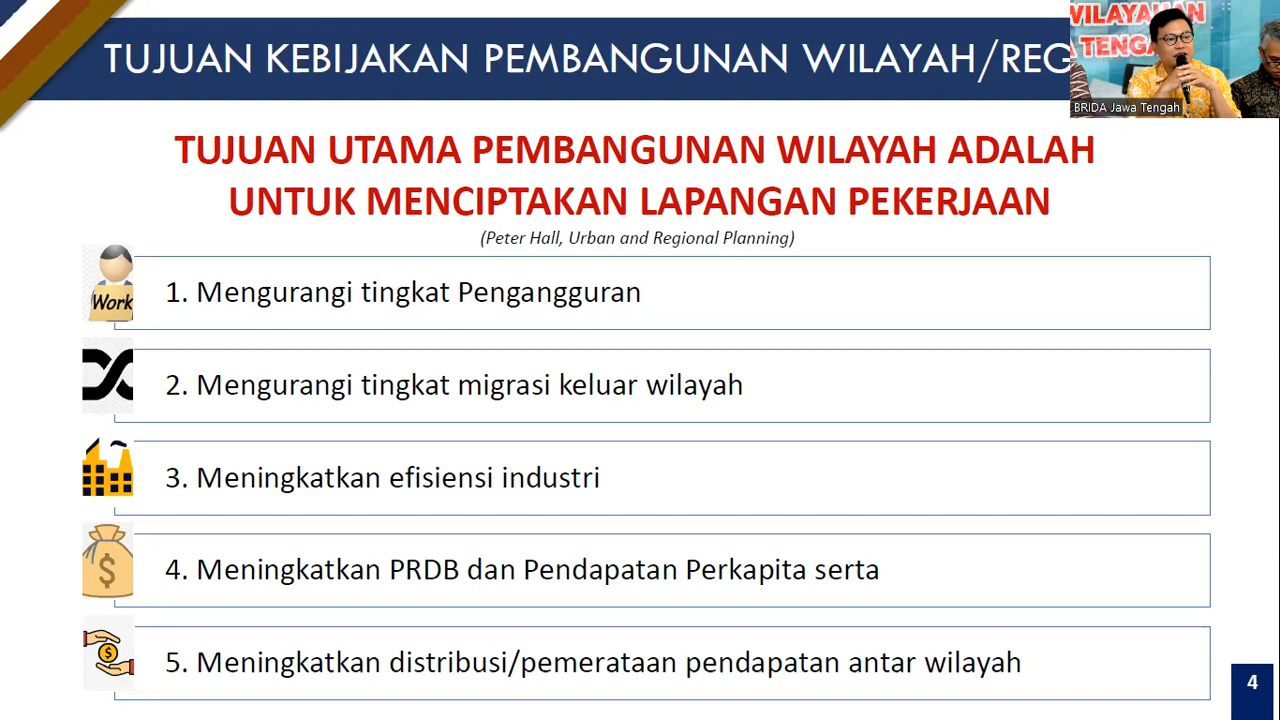 TUJUAN KEBIJAKAN PEMBANGUNAN WILAYAH/REG
WILAYAHAN
TENGAH
BRIDA Jawa Tengah
TUJUAN UTAMA PEMBANGUNAN WILAYAH ADALAH
UNTUK MENCIPTAKAN LAPANGAN PEKERJAAN
(Peter Hall, Urban and Regional Planning)
Work
1. Mengurangi tingkat Pengangguran
2. Mengurangi tingkat migrasi keluar wilayah
3. Meningkatkan efisiensi industri
$
4. Meningkatkan PRDB dan Pendapatan Perkapita serta
$
5. Meningkatkan distribusi/pemerataan pendapatan antar wilayah
4